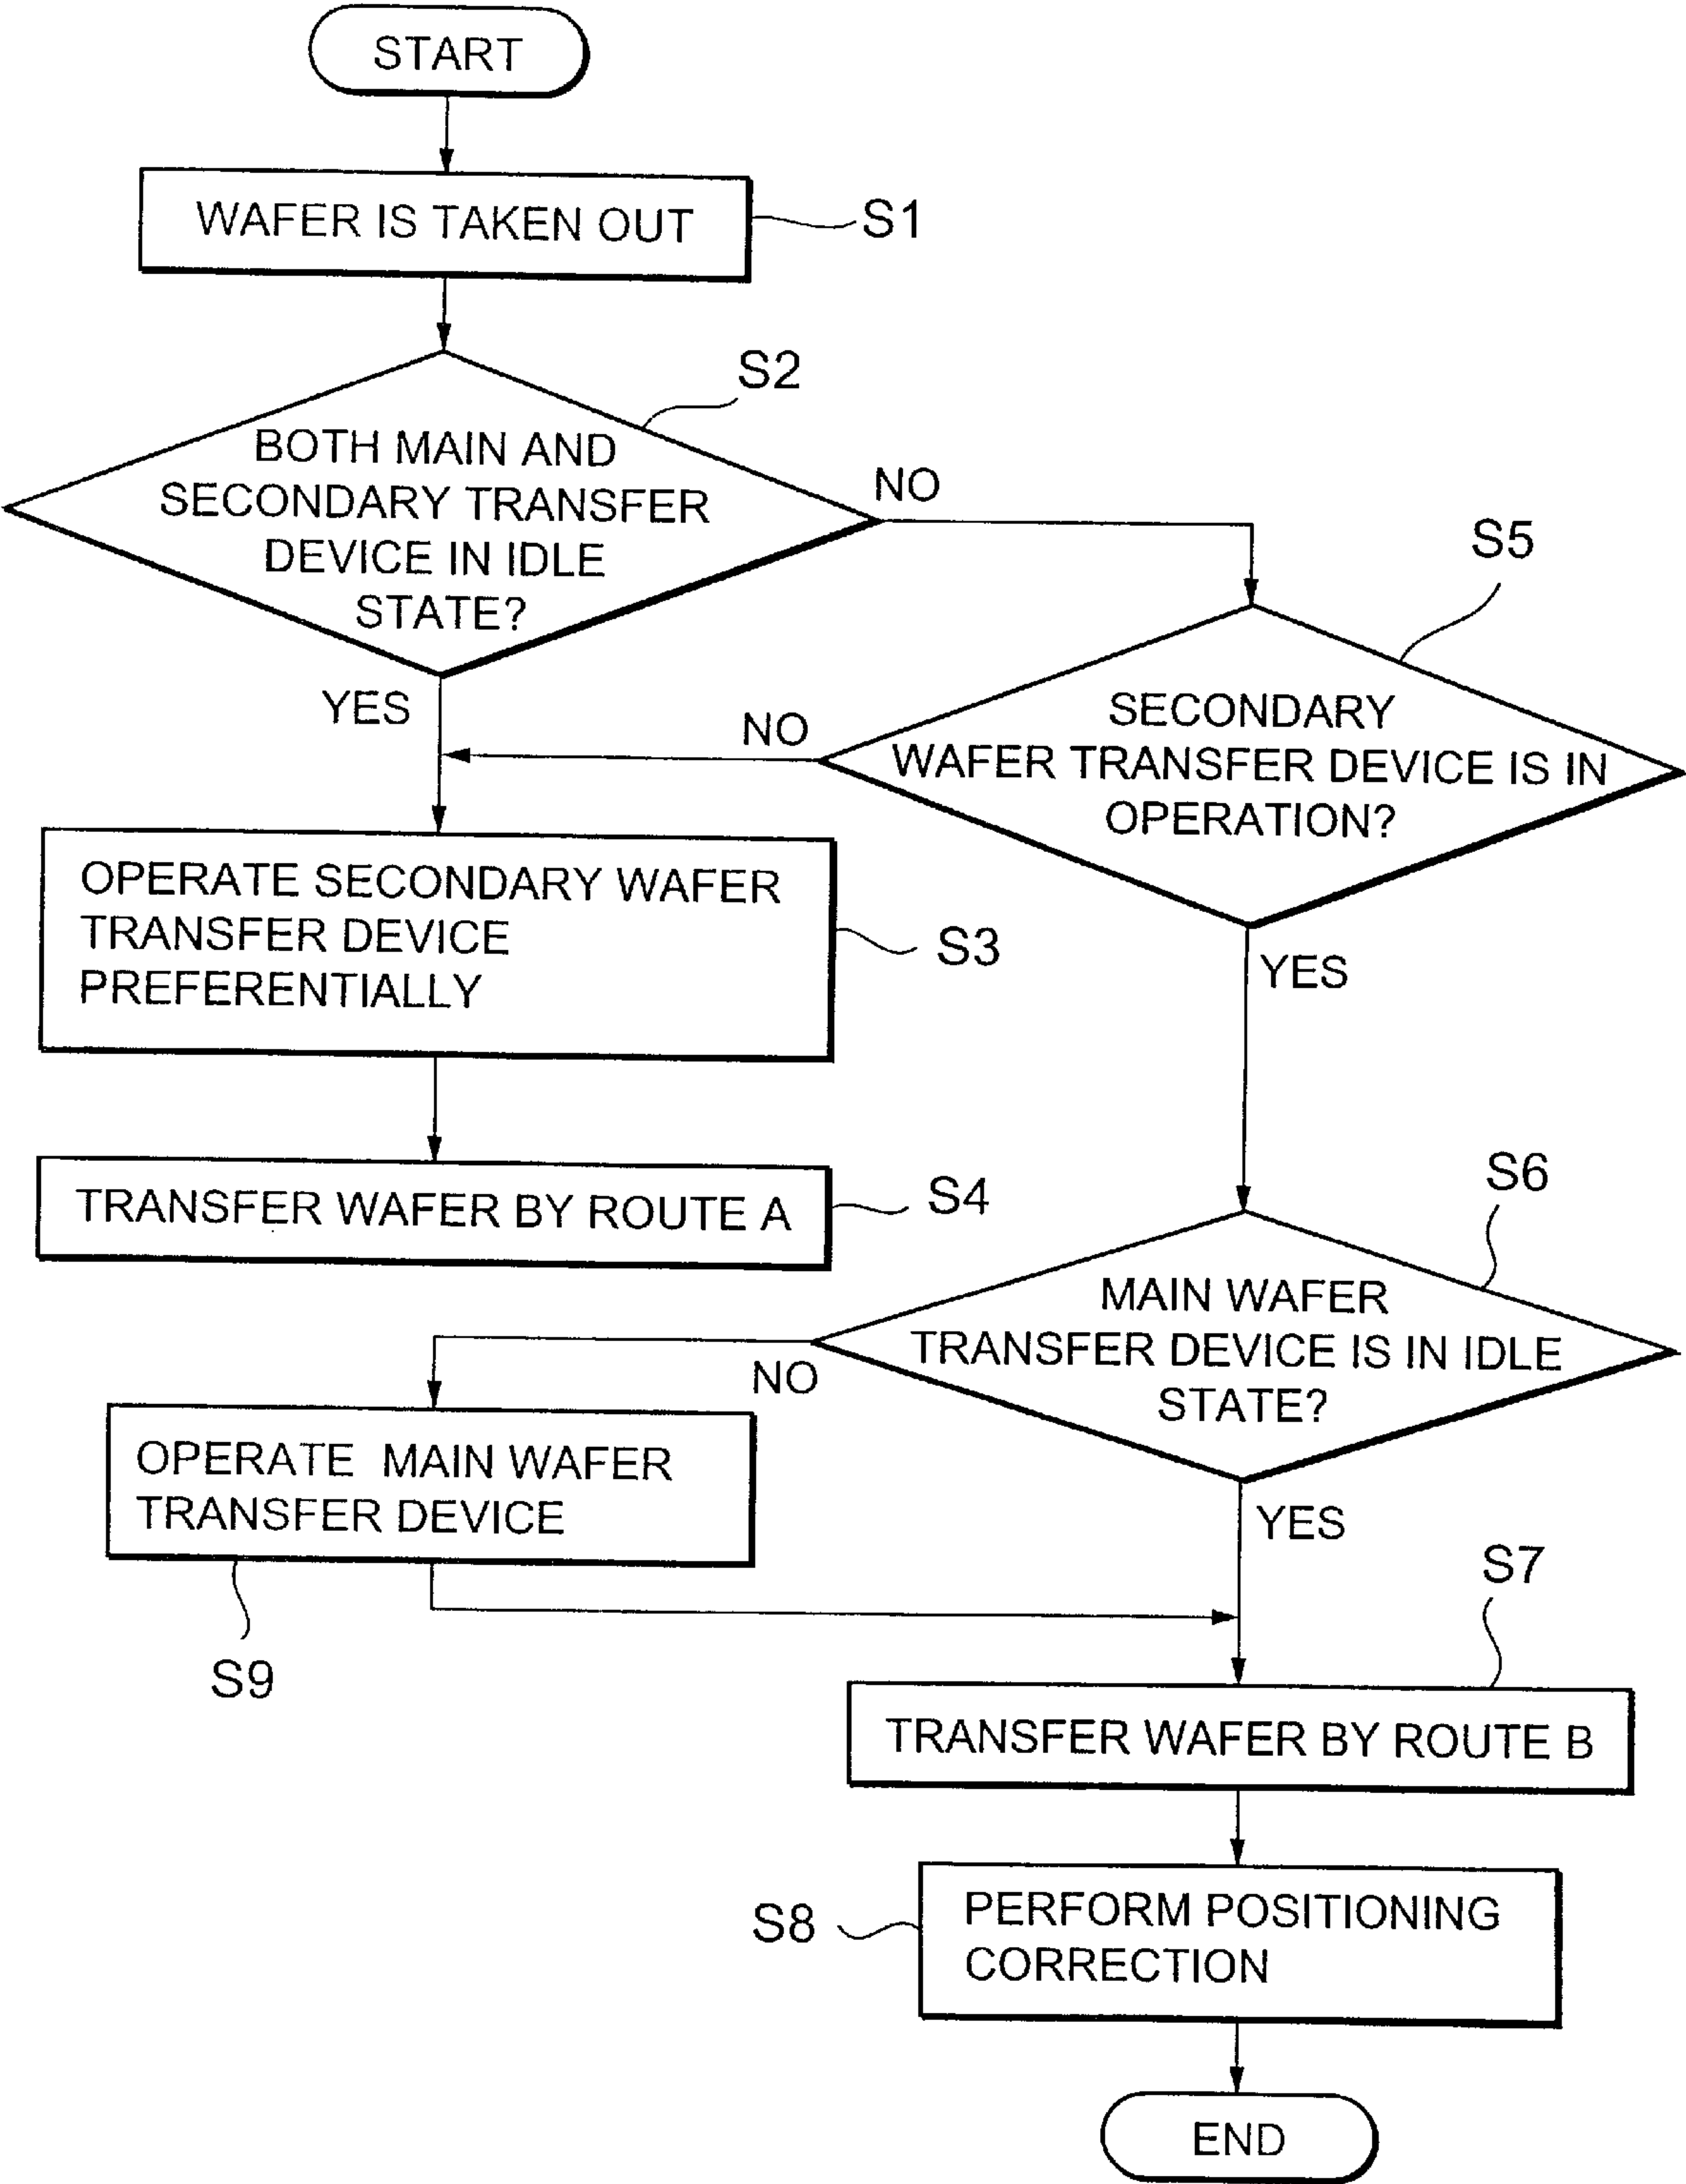 START
WAFER IS TAKEN OUT
S1
S2
BOTH MAIN AND
SECONDARY TRANSFER
DEVICE IN IDLE
STATE?
NO
YES
S5
SECONDARY
WAFER TRANSFER DEVICE IS IN
OPERATION?
NO
YES
OPERATE SECONDARY WAFER
TRANSFER DEVICE
PREFERENTIALLY
S3
TRANSFER WAFER BY ROUTE A
S4
S6
MAIN WAFER
TRANSFER DEVICE IS IN IDLE
STATE?
NO
YES
OPERATE MAIN WAFER
TRANSFER DEVICE
S9
S7
TRANSFER WAFER BY ROUTE B
S8
PERFORM POSITIONING
CORRECTION
END